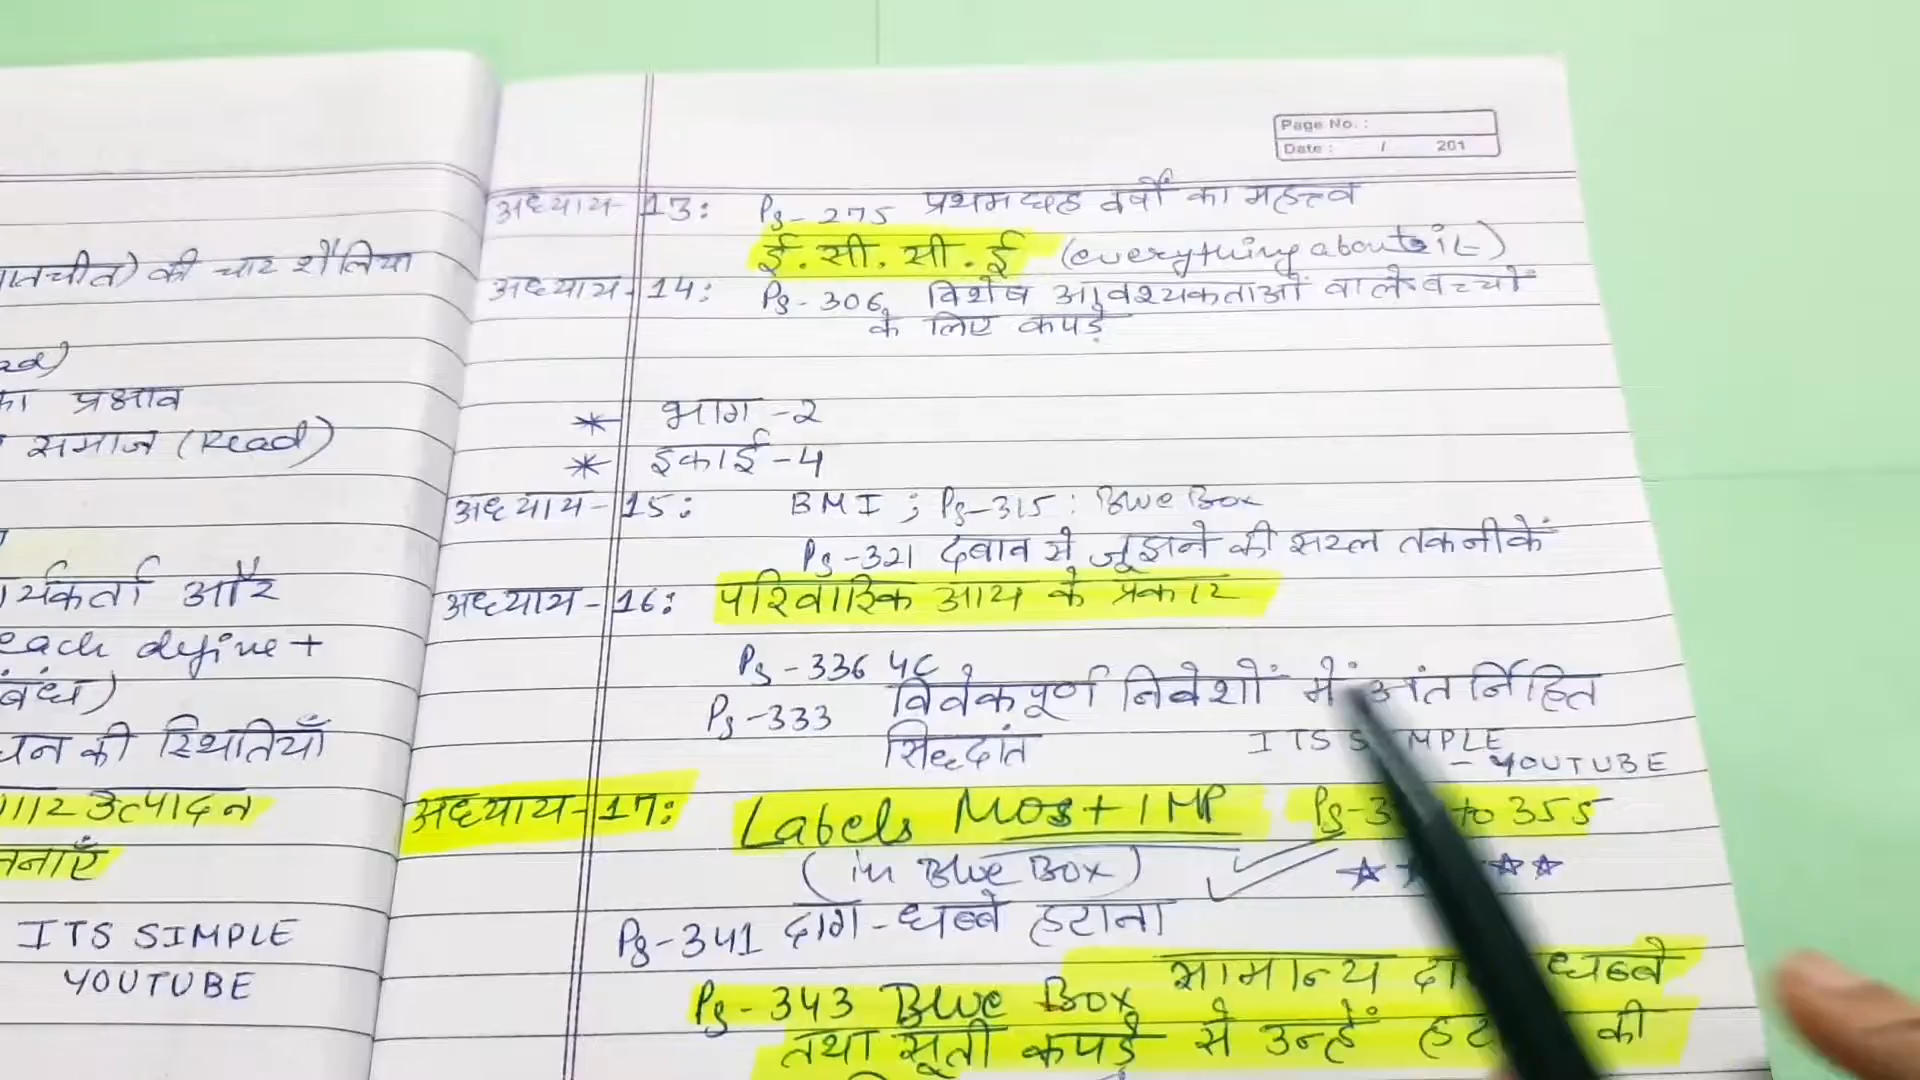 की चार शैलिया
का प्रभाव
समाज (Read)
और
each define +
धन की स्थितियाँ
उत्पादन
ITS SIMPLE
YOUTUBE
Page No. :
Date : / 201
अध्याय - 13: Pg - 275 प्रथम छह वर्षों का महत्त्व
ई.सी.सी.ई (everything about it)
अध्याय - 14: Pg - 306 विशेष आवश्यकताओं वाले बच्चों
के लिए कपड़े
* भाग - २
* इकाई - 4
अध्याय - 15: BMI ; Pg - 315 : Blue Box
Pg - 321 दबाव से जूझने की सरल तकनीकें
अध्याय - 16: पारिवारिक आय के प्रकार
Pg - 336 4C
Pg - 333 विवेकपूर्ण निवेशों में अंतर्निहित
सिद्धांत
ITS SIMPLE
- YOUTUBE
अध्याय - 17: Labels Most IMP to 355
(in Blue Box)
Pg - 341 दाग - धब्बे हटाना
Pg - 343 Blue Box सामान्य धब्बे
तथा सूती कपड़े से उन्हें की